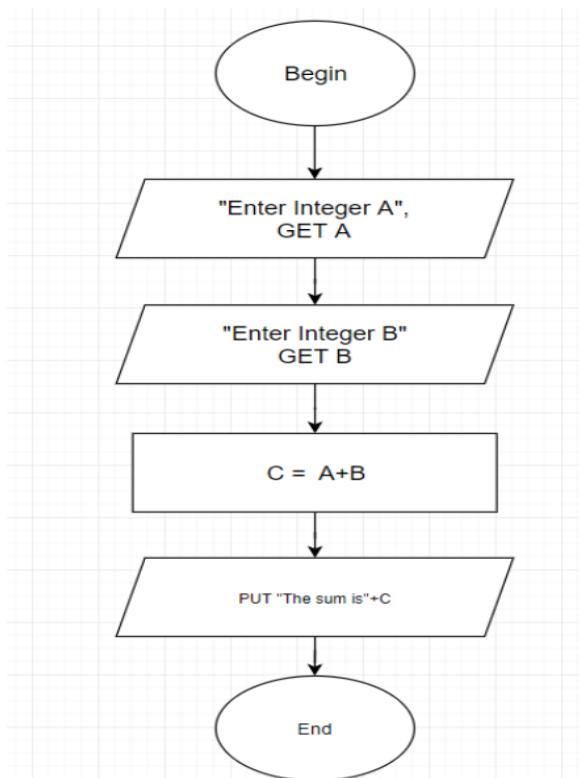 Begin
"Enter Integer A",
GET A
"Enter Integer B"
GET B
C = A+B
PUT "The sum is"+C
End